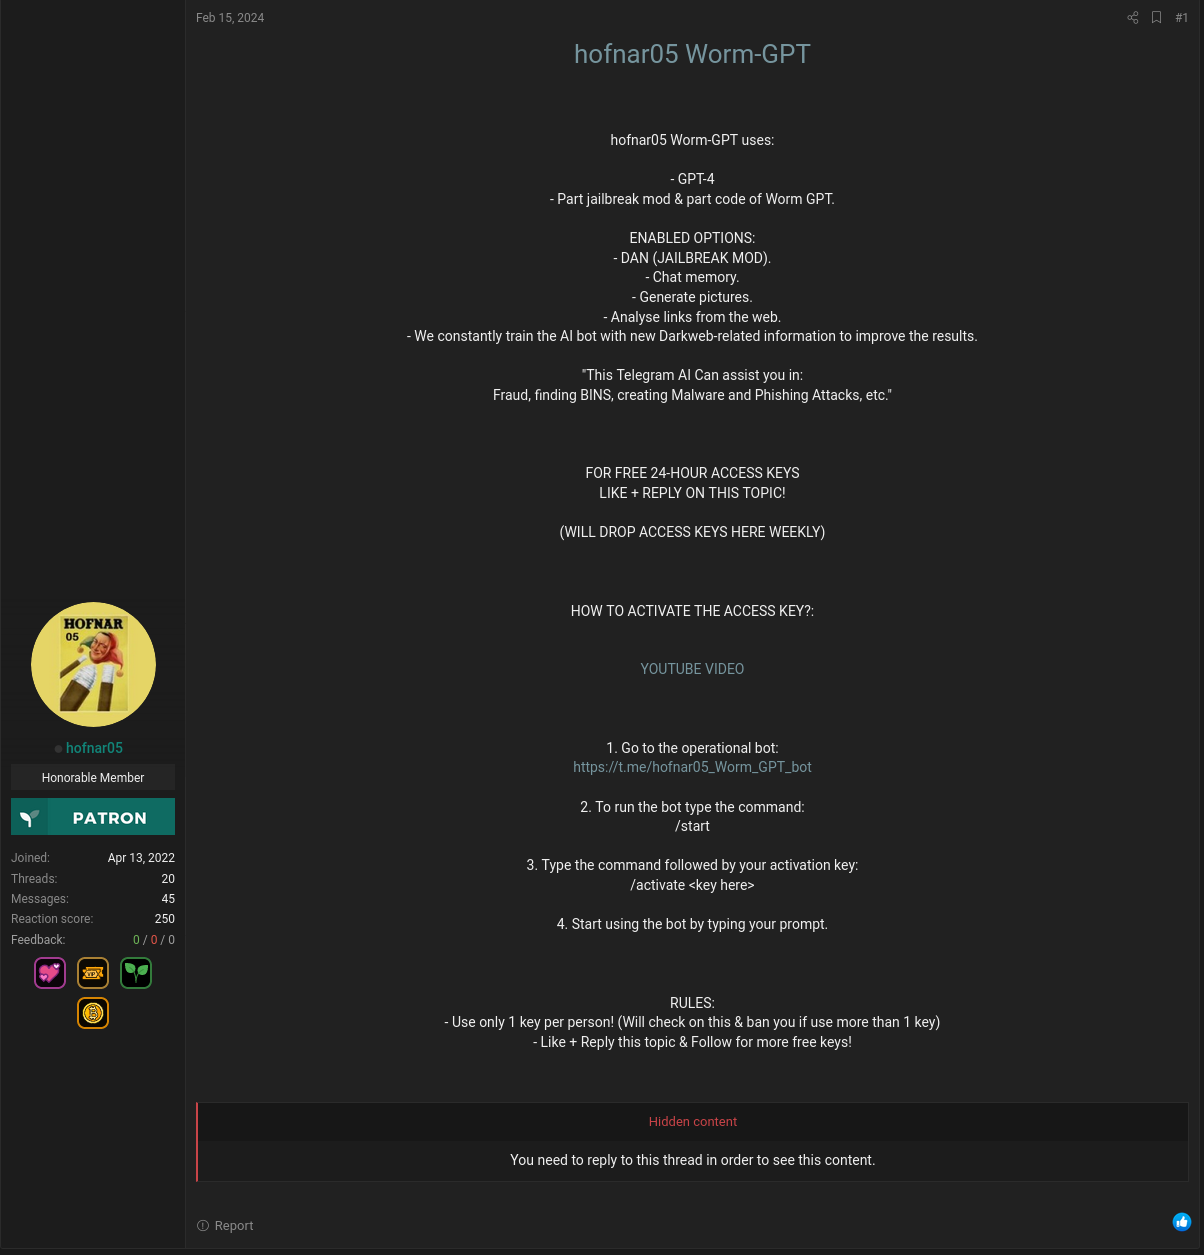 Feb 15, 2024
#1
hofnar05 Worm-GPT
hofnar05 Worm-GPT uses:
- GPT-4
- Part jailbreak mod & part code of Worm GPT.
ENABLED OPTIONS:
- DAN (JAILBREAK MOD).
- Chat memory.
- Generate pictures.
- Analyse links from the web.
- We constantly train the AI bot with new Darkweb-related information to improve the results.
"This Telegram AI Can assist you in:
Fraud, finding BINS, creating Malware and Phishing Attacks, etc."
FOR FREE 24-HOUR ACCESS KEYS
LIKE + REPLY ON THIS TOPIC!
(WILL DROP ACCESS KEYS HERE WEEKLY)
HOW TO ACTIVATE THE ACCESS KEY?:
YOUTUBE VIDEO
1. Go to the operational bot:
https://t.me/hofnar05_Worm_GPT_bot
2. To run the bot type the command:
/start
3. Type the command followed by your activation key:
/activate <key here>
4. Start using the bot by typing your prompt.
RULES:
- Use only 1 key per person! (Will check on this & ban you if use more than 1 key)
- Like + Reply this topic & Follow for more free keys!
Hidden content
You need to reply to this thread in order to see this content.
Report
HOFNAR
05
hofnar05
Honorable Member
PATRON
Joined: Apr 13, 2022
Threads: 20
Messages: 45
Reaction score: 250
Feedback: 0 / 0 / 0